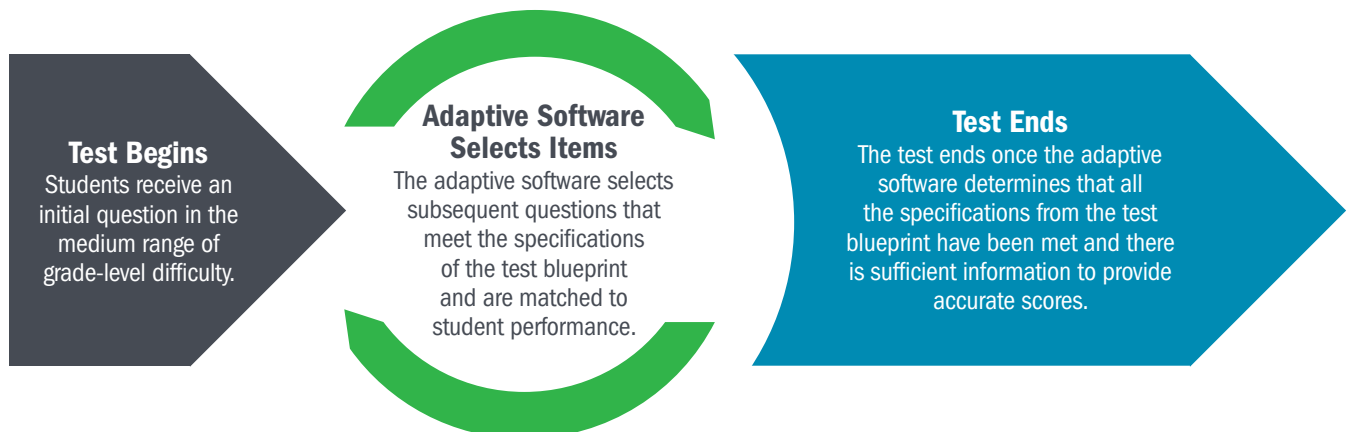 Test Begins
Students receive an
initial question in the
medium range of
grade-level difficulty.
Adaptive Software
Selects Items
The adaptive software selects
subsequent questions that
meet the specifications
of the test blueprint
and are matched to
student performance.
Test Ends
The test ends once the adaptive
software determines that all
the specifications from the test
blueprint have been met and there
is sufficient information to provide
accurate scores.